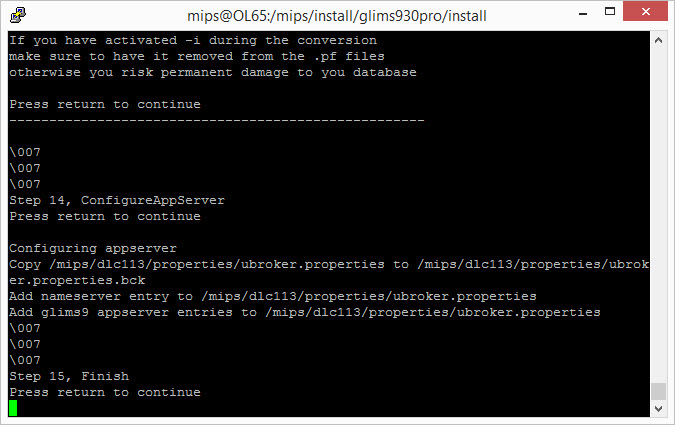 mips@OL65:/mips/install/glims930pro/install
If you have activated -i during the conversion
make sure to have it removed from the .pf files
otherwise you risk permanent damage to you database
Press return to continue
----------------------------------------------------
\007
\007
\007
Step 14, ConfigureAppServer
Press return to continue
Configuring appserver
Copy /mips/dlc113/properties/ubroker.properties to /mips/dlc113/properties/ubrok
er.properties.bck
Add nameserver entry to /mips/dlc113/properties/ubroker.properties
Add glims9 appserver entries to /mips/dlc113/properties/ubroker.properties
\007
\007
\007
Step 15, Finish
Press return to continue